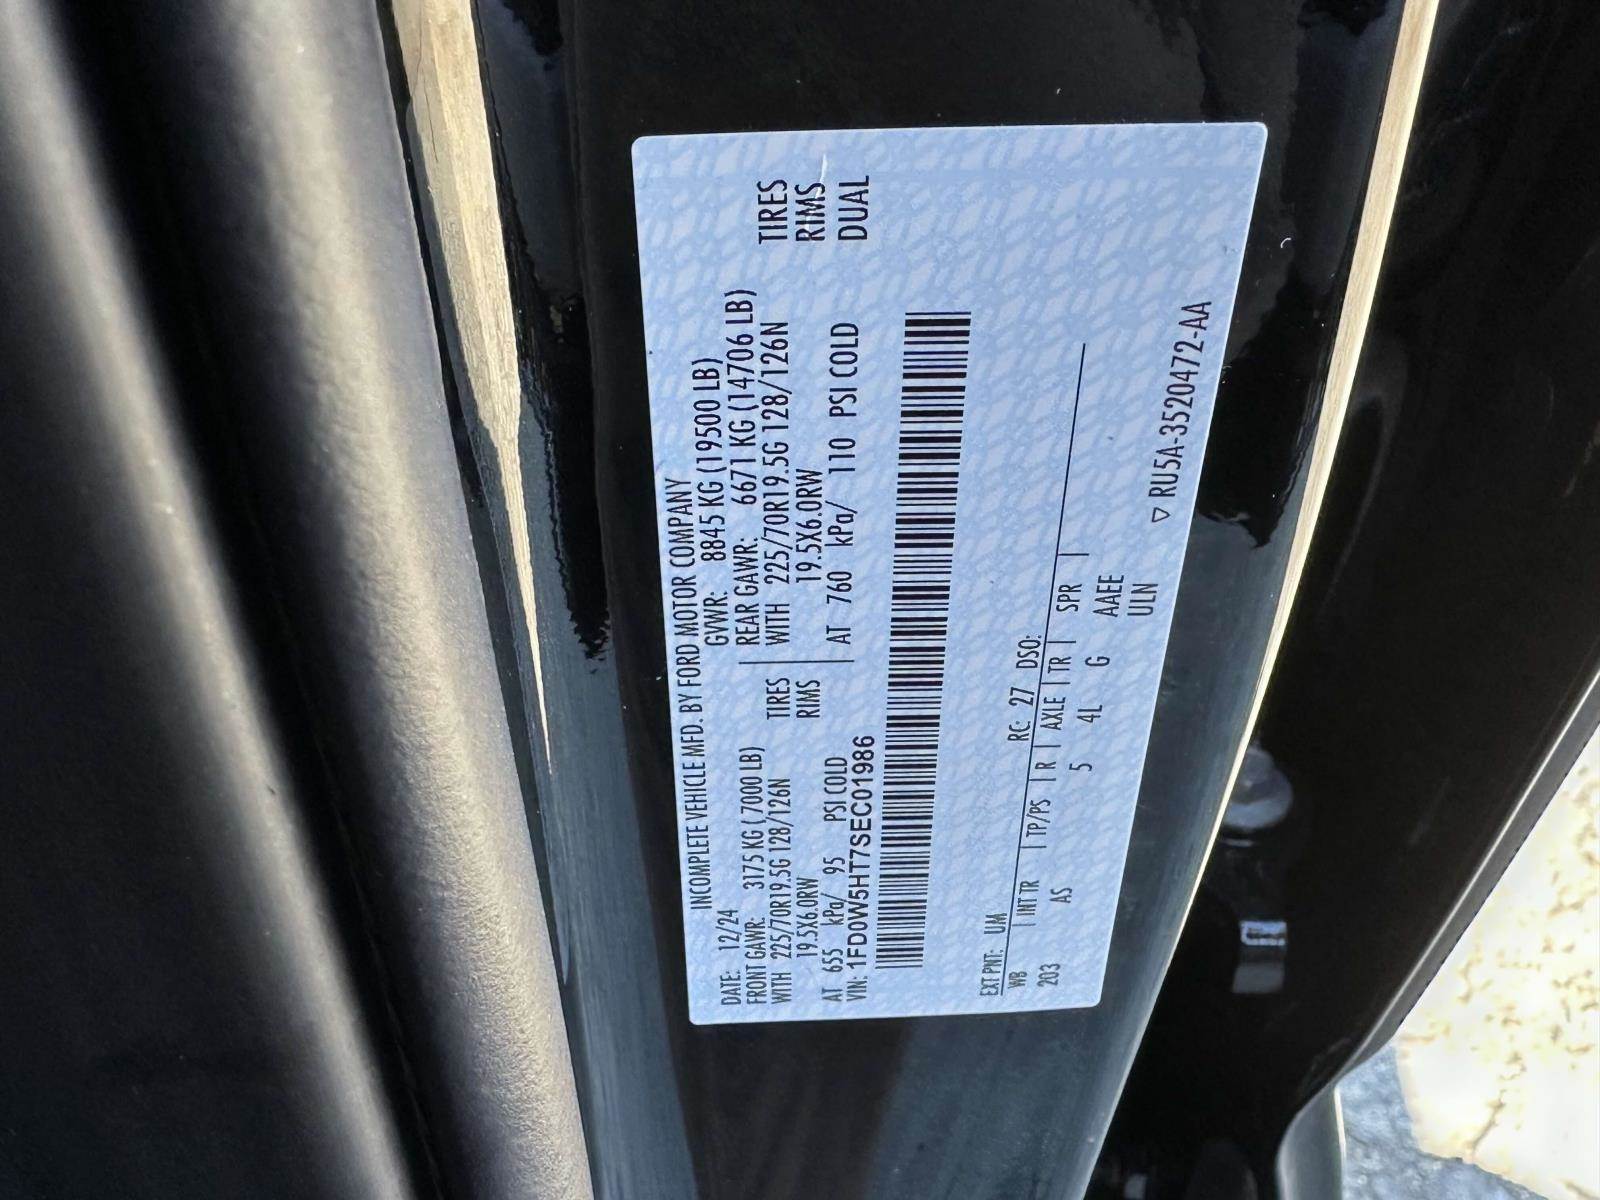 INCOMPLETE VEHICLE MFD. BY FORD MOTOR COMPANY
DATE: 12/24 GVWR: 8845 KG (19500 LB)
FRONT GAWR: 3175 KG ( 7000 LB) REAR GAWR: 6671 KG (14706 LB)
WITH 225/70R19.5G 128/126N TIRES WITH 225/70R19.5G 128/126N TIRES
19.5X6.0RW RIMS 19.5X6.0RW RIMS
AT 655 kPa/ 95 PSI COLD AT 760 kPa/ 110 PSI COLD DUAL
VIN: 1FD0W5HT7SEC01986
EXT PNT: UM RC: 27 DSO:
WB INT TR TP/PS R AXLE TR SPR
203 AS 5 4L G AAEE
ULN
▽ RU5A-3520472-AA